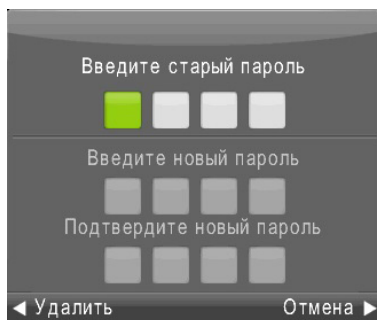 Введите старый пароль
Введите новый пароль
Подтвердите новый пароль
◀ Удалить Отмена ▶